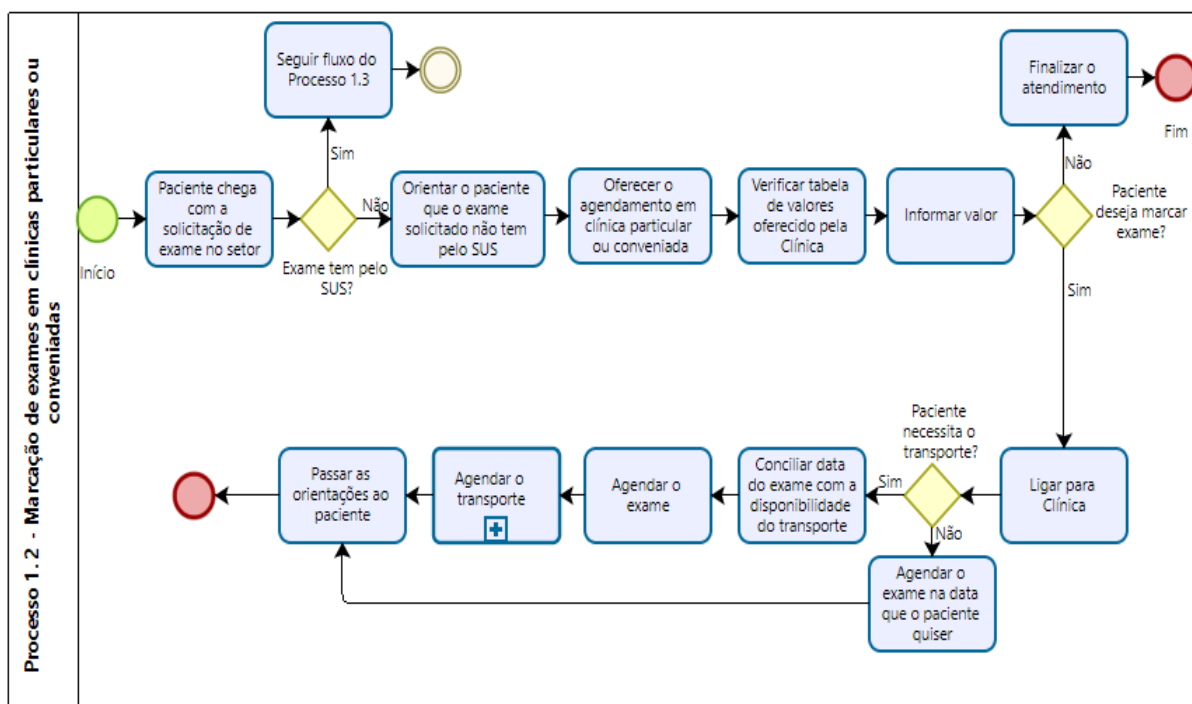 Processo 1.2 - Marcação de exames em clínicas particulares ou
conveniadas
Início
Paciente chega
com a
solicitação de
exame no setor
Exame tem pelo
SUS?
Sim
Seguir fluxo do
Processo 1.3
Não
Orientar o paciente
que o exame
solicitado não tem
pelo SUS
Oferecer o
agendamento em
clínica particular
ou conveniada
Verificar tabela
de valores
oferecido pela
Clínica
Informar valor
Paciente
deseja marcar
exame?
Não
Finalizar o
atendimento
Fim
Sim
Ligar para
Clínica
Paciente
necessita o
transporte?
Sim
Conciliar data
do exame com a
disponibilidade
do transporte
Agendar o
exame
Agendar o
transporte
Passar as
orientações ao
paciente
Não
Agendar o
exame na data
que o paciente
quiser